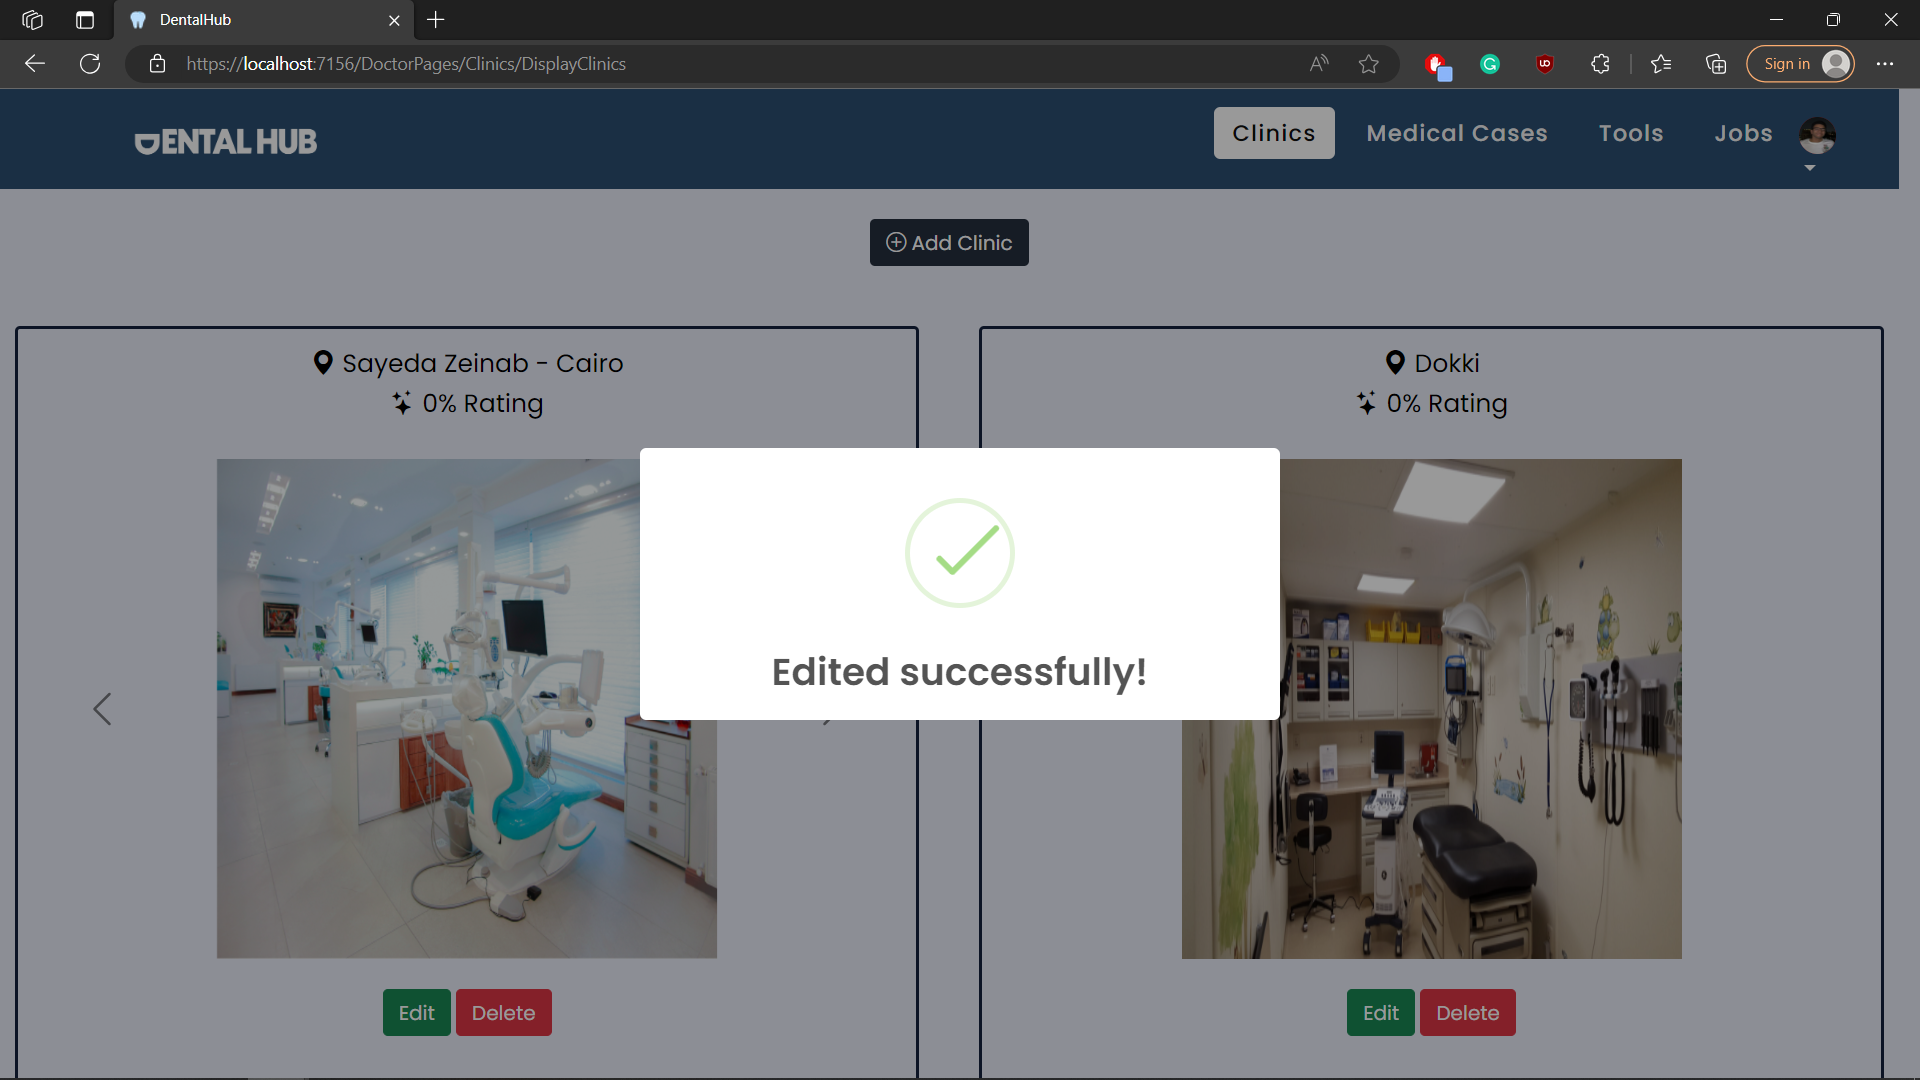 DentalHub
https://localhost:7156/DoctorPages/Clinics/DisplayClinics
Sign in
DENTAL HUB
Clinics
Medical Cases
Tools
Jobs
Add Clinic
Sayeda Zeinab - Cairo
0% Rating
Dokki
0% Rating
Edited successfully!
Edit
Delete
Edit
Delete